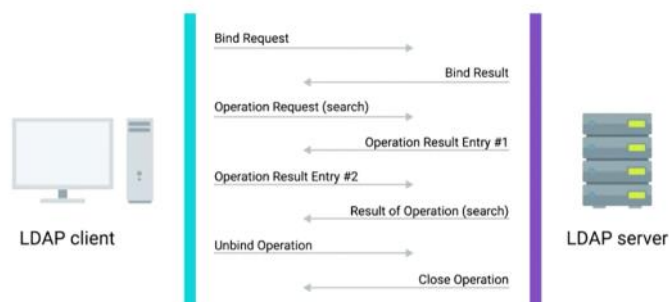 Bind Request
Bind Result
Operation Request (search)
Operation Result Entry #1
Operation Result Entry #2
Result of Operation (search)
Unbind Operation
Close Operation
LDAP client
LDAP server